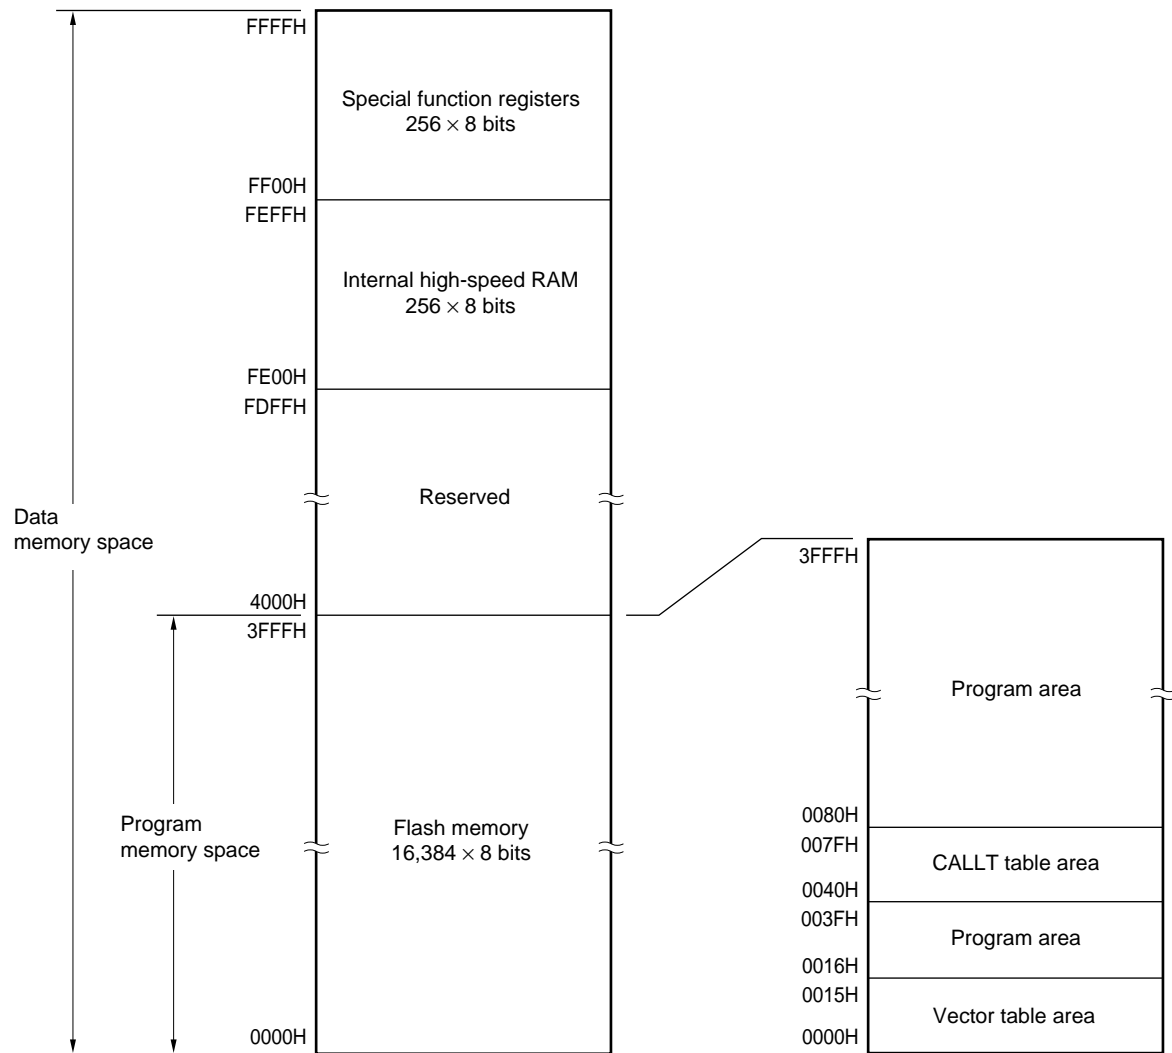 FFFFH
Special function registers
256 × 8 bits
FF00H
FEFFH
Internal high-speed RAM
256 × 8 bits
FE00H
FDFFH
Reserved
Data
memory space
4000H
3FFFH
Program
memory space
Flash memory
16,384 × 8 bits
0000H
3FFFH
Program area
0080H
007FH
CALLT table area
0040H
003FH
Program area
0016H
0015H
Vector table area
0000H